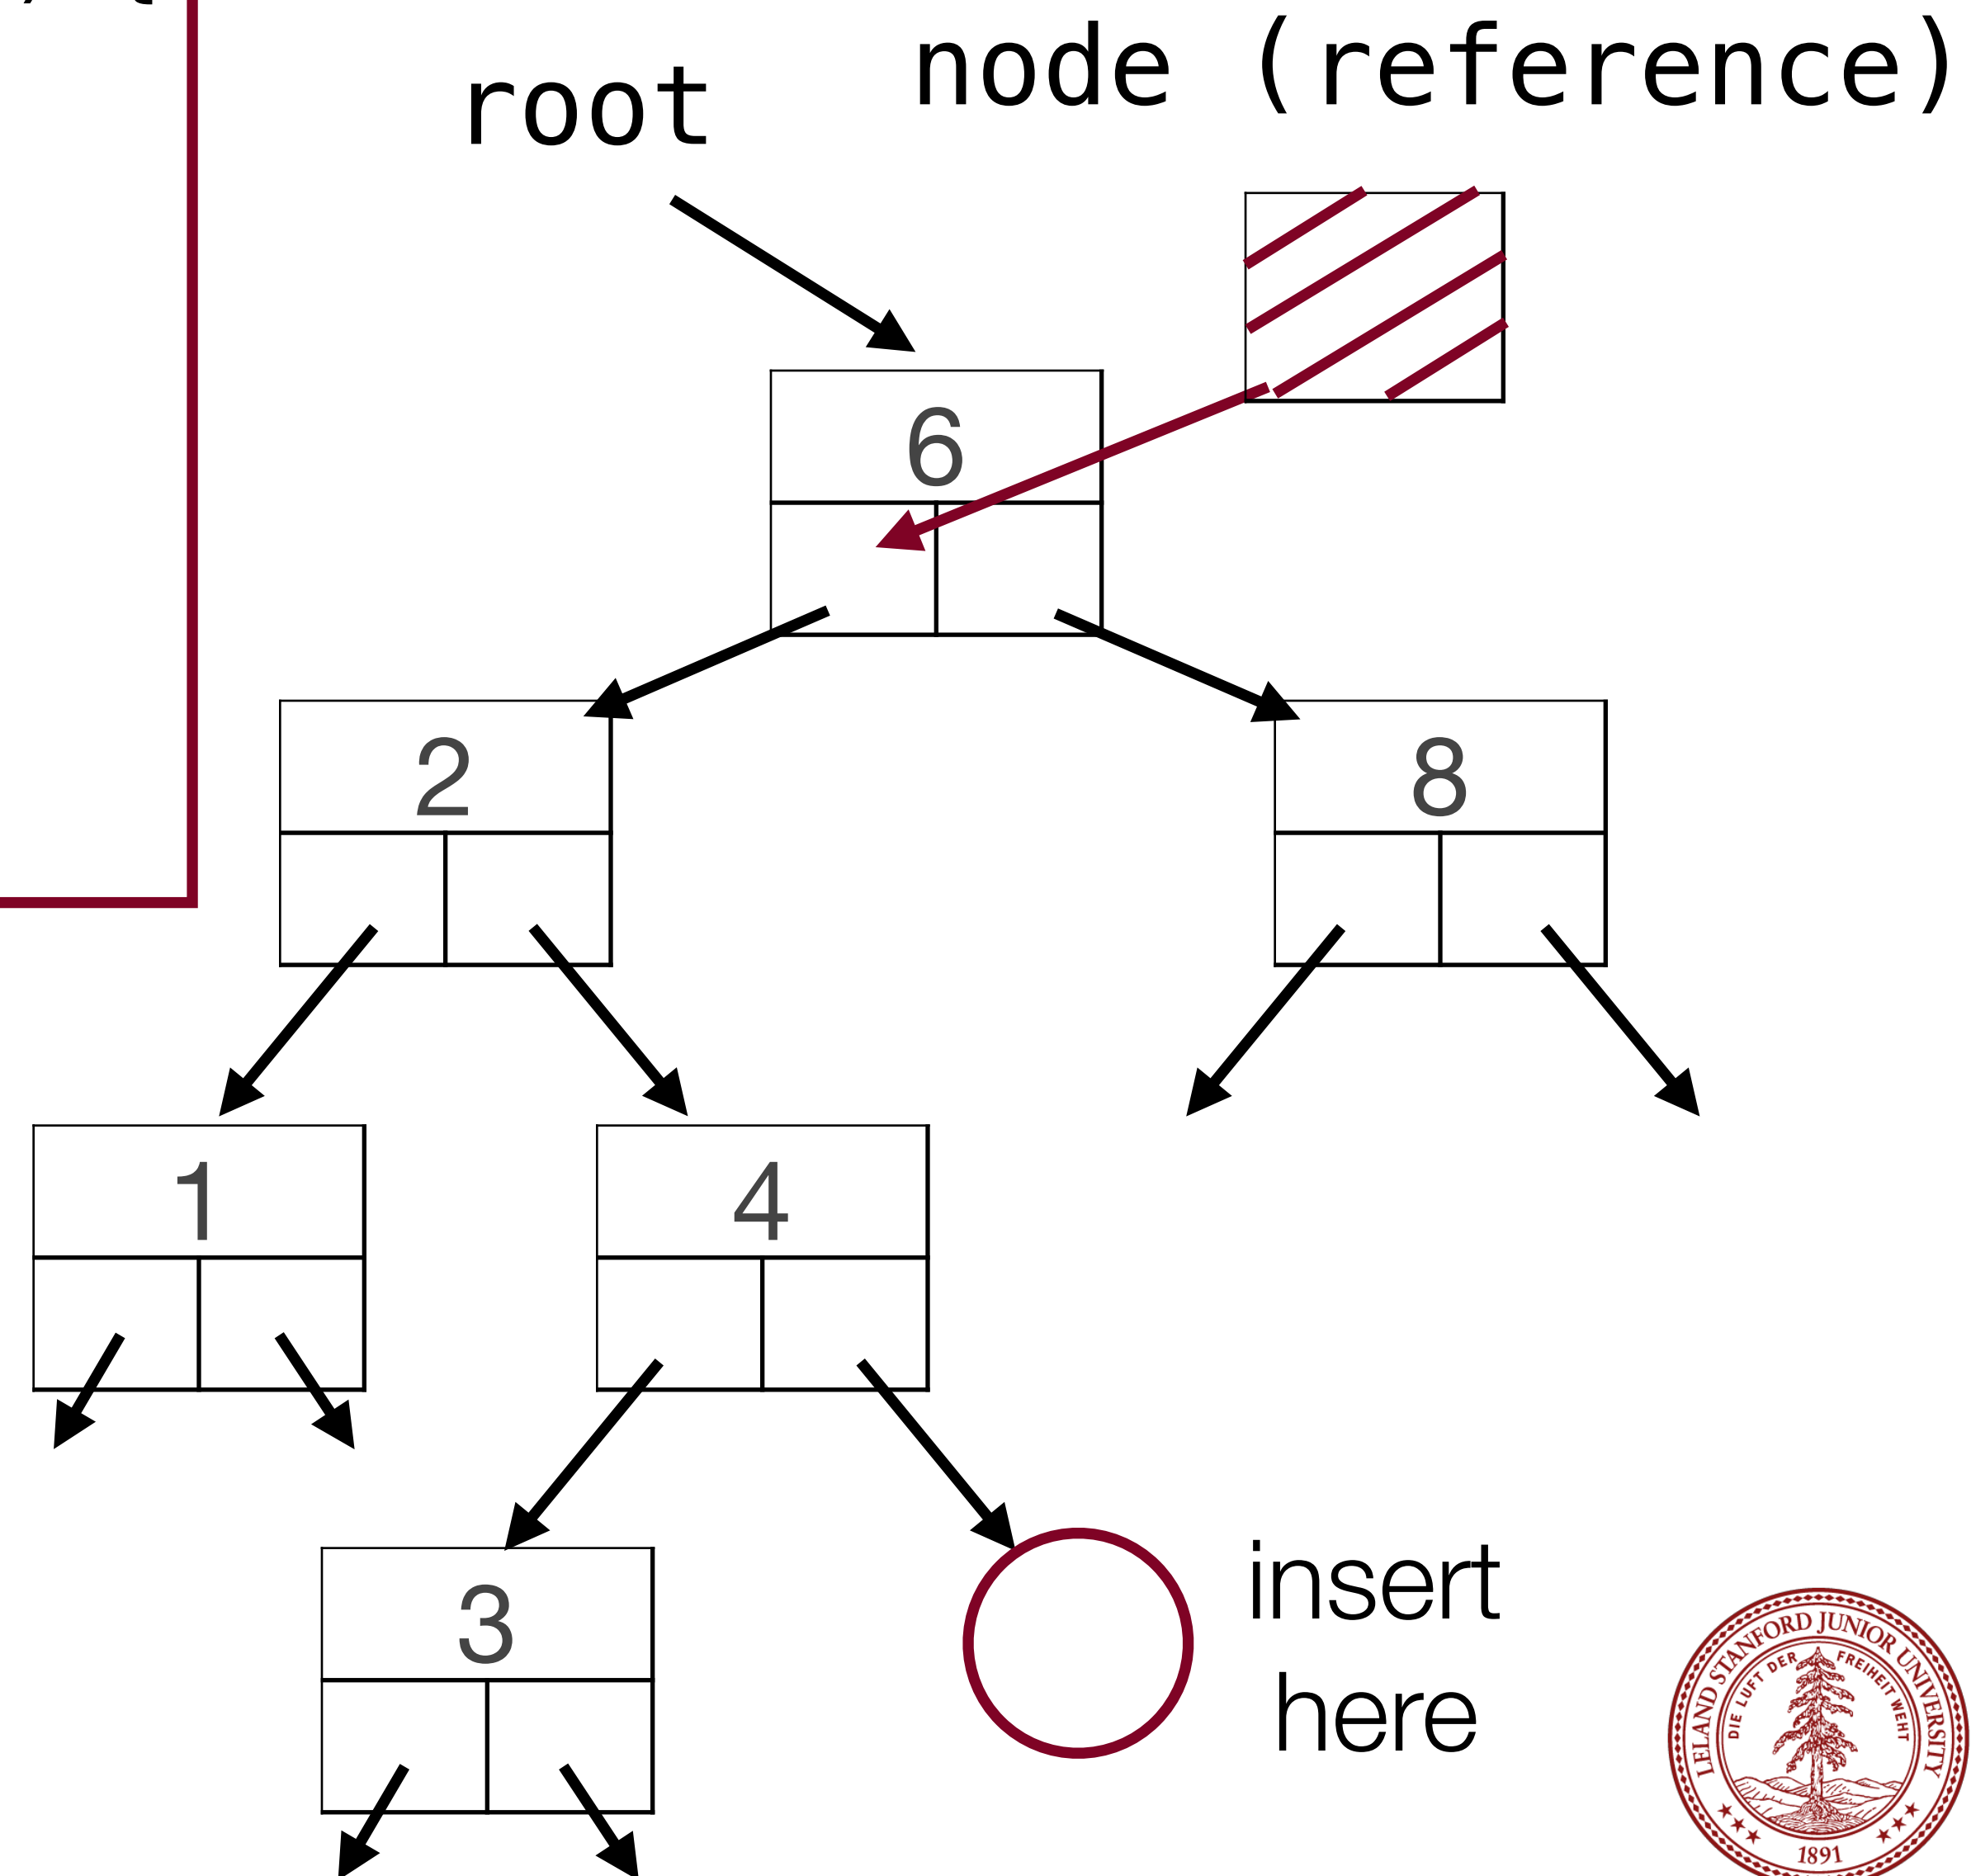 ) {
root
node (reference)
6
2
8
1
4
3
insert
here
LELAND STANFORD JUNIOR UNIVERSITY
DIE LUFT DER FREIHEIT WEHT
1891